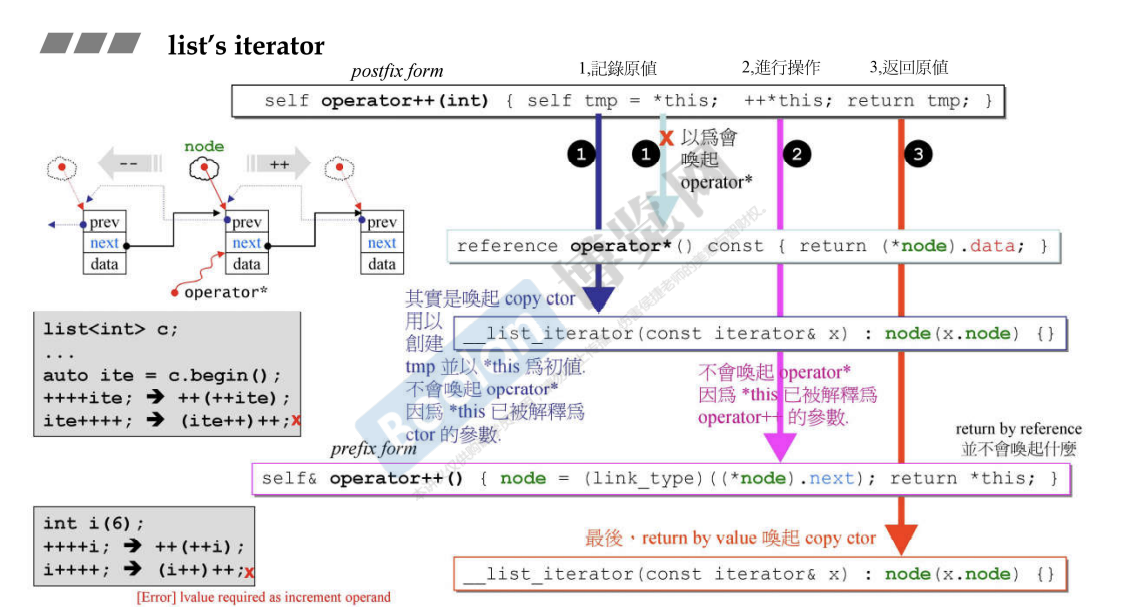 list's iterator
postfix form
1,記錄原値
2,進行操作
3,返回原値
self operator++(int) { self tmp = *this; ++*this; return tmp; }
1
x
1
以爲會
喚起
operator*
2
3
--
node
++
prev
next
data
prev
next
data
prev
next
data
operator*
reference operator*() const { return (*node).data; }
其實是喚起 copy ctor
用以
創建
tmp 並以 *this 爲初値.
不會喚起 operator*
因爲 *this 已被解釋爲
ctor 的參數.
__list_iterator(const iterator& x) : node(x.node) {}
不會喚起 operator*
因爲 *this 已被解釋爲
operator++ 的參數.
list<int> c;
...
auto ite = c.begin();
++++ite; ➔ ++(++ite);
ite++++; ➔ (ite++)++;x
prefix form
return by reference
並不會喚起什麼
self& operator++() { node = (link_type)((*node).next); return *this; }
int i(6);
++++i; ➔ ++(++i);
i++++; ➔ (i++)++;x
[Error] lvalue required as increment operand
最後，return by value 喚起 copy ctor
__list_iterator(const iterator& x) : node(x.node) {}
Boolan
博览网